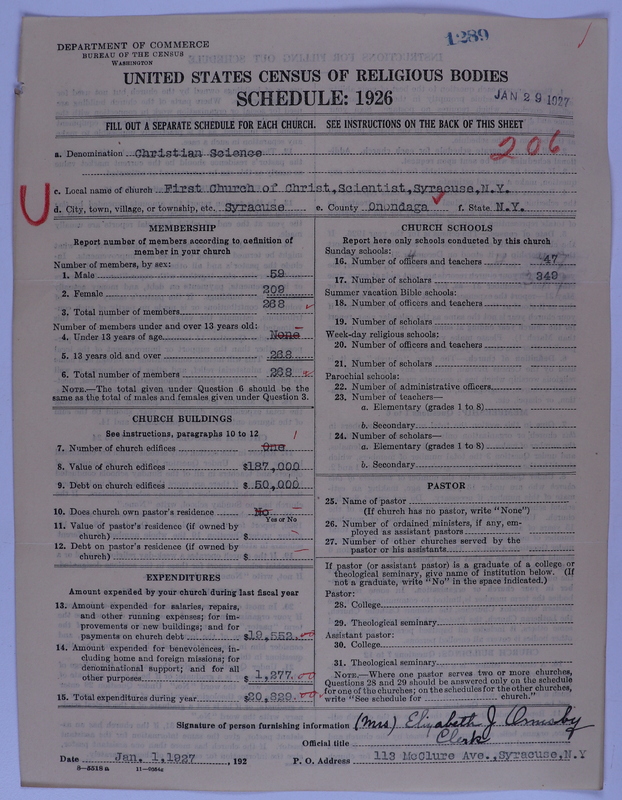 1289
DEPARTMENT OF COMMERCE
BUREAU OF THE CENSUS
WASHINGTON
UNITED STATES CENSUS OF RELIGIOUS BODIES
SCHEDULE: 1926
JAN 29 1927
FILL OUT A SEPARATE SCHEDULE FOR EACH CHURCH. SEE INSTRUCTIONS ON THE BACK OF THIS SHEET
206
a. Denomination Christian Science
c. Local name of church First Church of Christ, Scientist, Syracuse, N.Y.
d. City, town, village, or township, etc. Syracuse e. County Onondaga f. State N.Y.
MEMBERSHIP
Report number of members according to definition of
member in your church
Number of members, by sex:
1. Male 59
2. Female 209
3. Total number of members 268
Number of members under and over 13 years old:
4. Under 13 years of age None
5. 13 years old and over 268
6. Total number of members 268
NOTE.—The total given under Question 6 should be the
same as the total of males and females given under Question 3.
CHURCH BUILDINGS
See instructions, paragraphs 10 to 12
7. Number of church edifices One 1
8. Value of church edifices $187,000
9. Debt on church edifices $ 50,000
10. Does church own pastor's residence No
Yes or No
11. Value of pastor's residence (if owned by
church) $
12. Debt on pastor's residence (if owned by
church) $
EXPENDITURES
Amount expended by your church during last fiscal year
13. Amount expended for salaries, repairs,
and other running expenses; for im-
provements or new buildings; and for
payments on church debt $19,552.00
14. Amount expended for benevolences, in-
cluding home and foreign missions; for
denominational support; and for all
other purposes $ 1,277.00
15. Total expenditures during year $20,829.00
CHURCH SCHOOLS
Report here only schools conducted by this church
Sunday schools:
16. Number of officers and teachers 47
17. Number of scholars 349
Summer vacation Bible schools:
18. Number of officers and teachers
19. Number of scholars
Week-day religious schools:
20. Number of officers and teachers
21. Number of scholars
Parochial schools:
22. Number of administrative officers
23. Number of teachers—
a. Elementary (grades 1 to 8)
b. Secondary
24. Number of scholars—
a. Elementary (grades 1 to 8)
b. Secondary
PASTOR
25. Name of pastor
(If church has no pastor, write "None")
26. Number of ordained ministers, if any, em-
ployed as assistant pastors
27. Number of other churches served by the
pastor or his assistants
If pastor (or assistant pastor) is a graduate of a college or
theological seminary, give name of institution below. (If
not a graduate, write "No" in the space indicated.)
Pastor:
28. College
29. Theological seminary
Assistant pastor:
30. College
31. Theological seminary
NOTE.—Where one pastor serves two or more churches,
Questions 28 and 29 should be answered only on the schedule
for one of the churches; on the schedules for the other churches,
write "See schedule for church."
Signature of person furnishing information (Mrs) Elizabeth J. Ormsby
Official title Clerk
Date Jan. 1, 1927, 192 P. O. Address 113 McClure Ave., Syracuse, N.Y
8—5518 a 11—9054